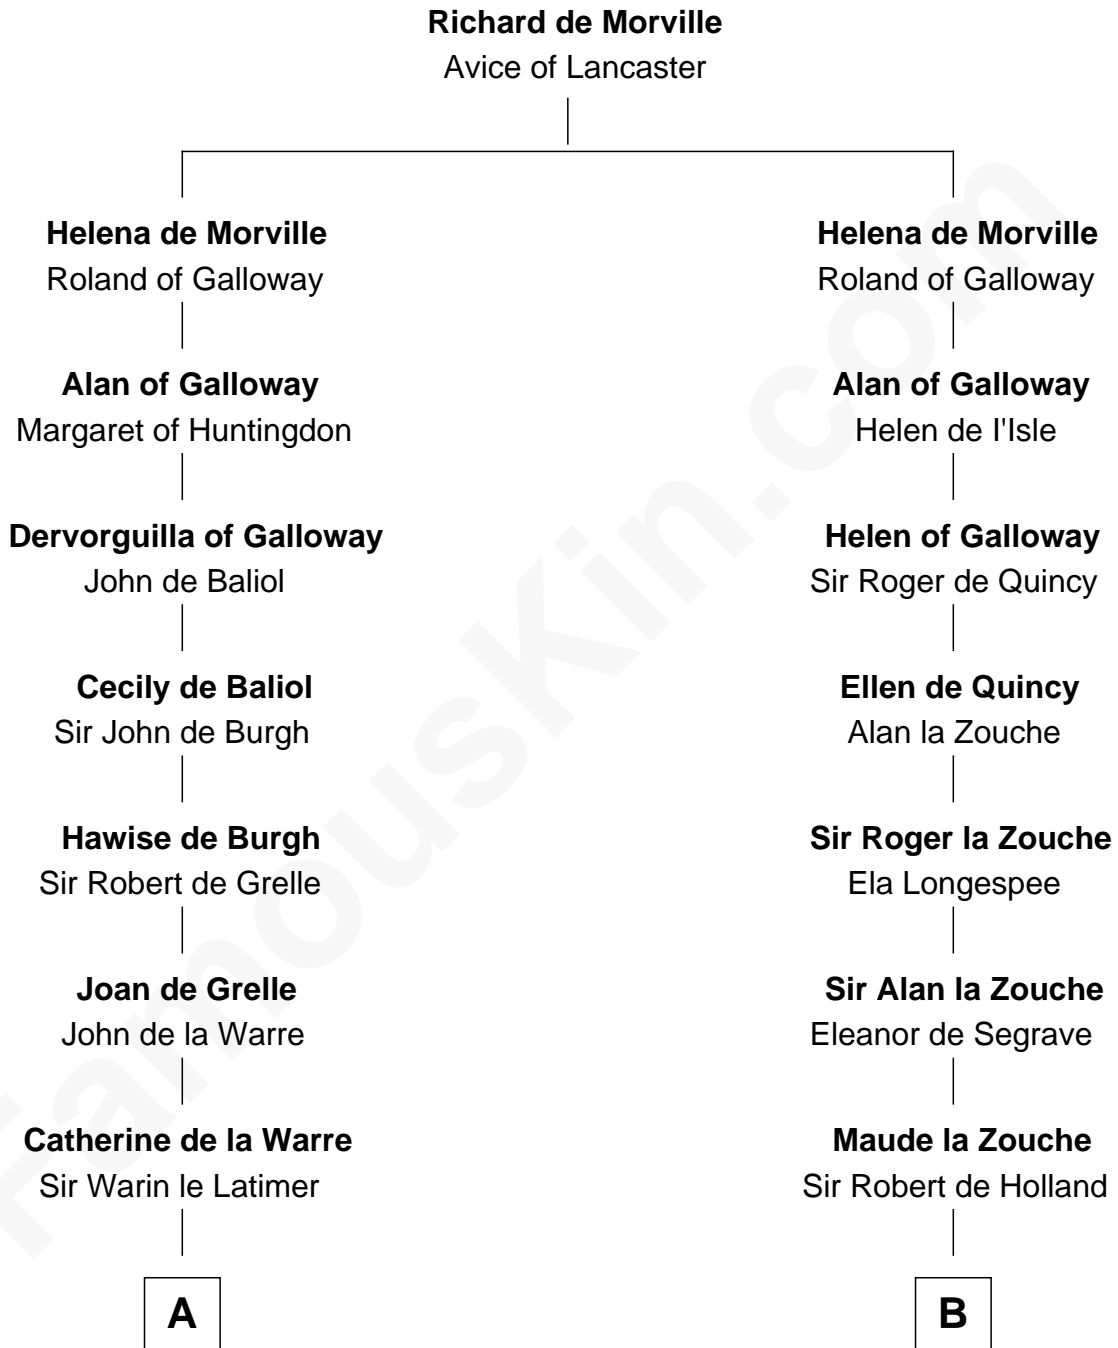 Richard de Morville
Avice of Lancaster
Helena de Morville
Roland of Galloway
Alan of Galloway
Margaret of Huntingdon
Dervorguilla of Galloway
John de Baliol
Cecily de Baliol
Sir John de Burgh
Hawise de Burgh
Sir Robert de Grelle
Joan de Grelle
John de la Warre
Catherine de la Warre
Sir Warin le Latimer
A
Helena de Morville
Roland of Galloway
Alan of Galloway
Helen de I'Isle
Helen of Galloway
Sir Roger de Quincy
Ellen de Quincy
Alan la Zouche
Sir Roger la Zouche
Ela Longespee
Sir Alan la Zouche
Eleanor de Segrave
Maude la Zouche
Sir Robert de Holland
B
FamousKin.com